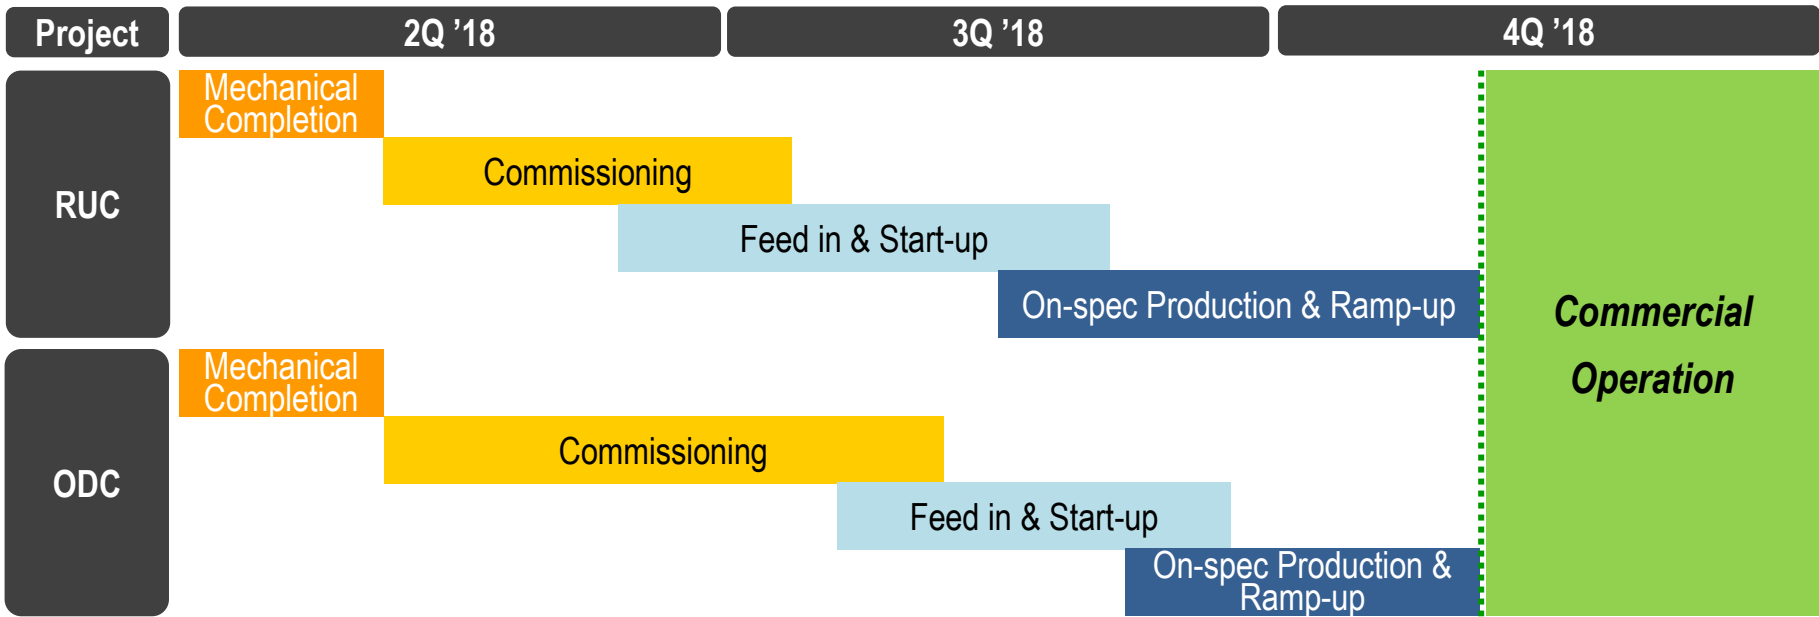 Project
2Q ’18
3Q ’18
4Q ’18
RUC
Mechanical
Completion
Commissioning
Feed in & Start-up
On-spec Production & Ramp-up
ODC
Mechanical
Completion
Commissioning
Feed in & Start-up
On-spec Production &
Ramp-up
Commercial
Operation